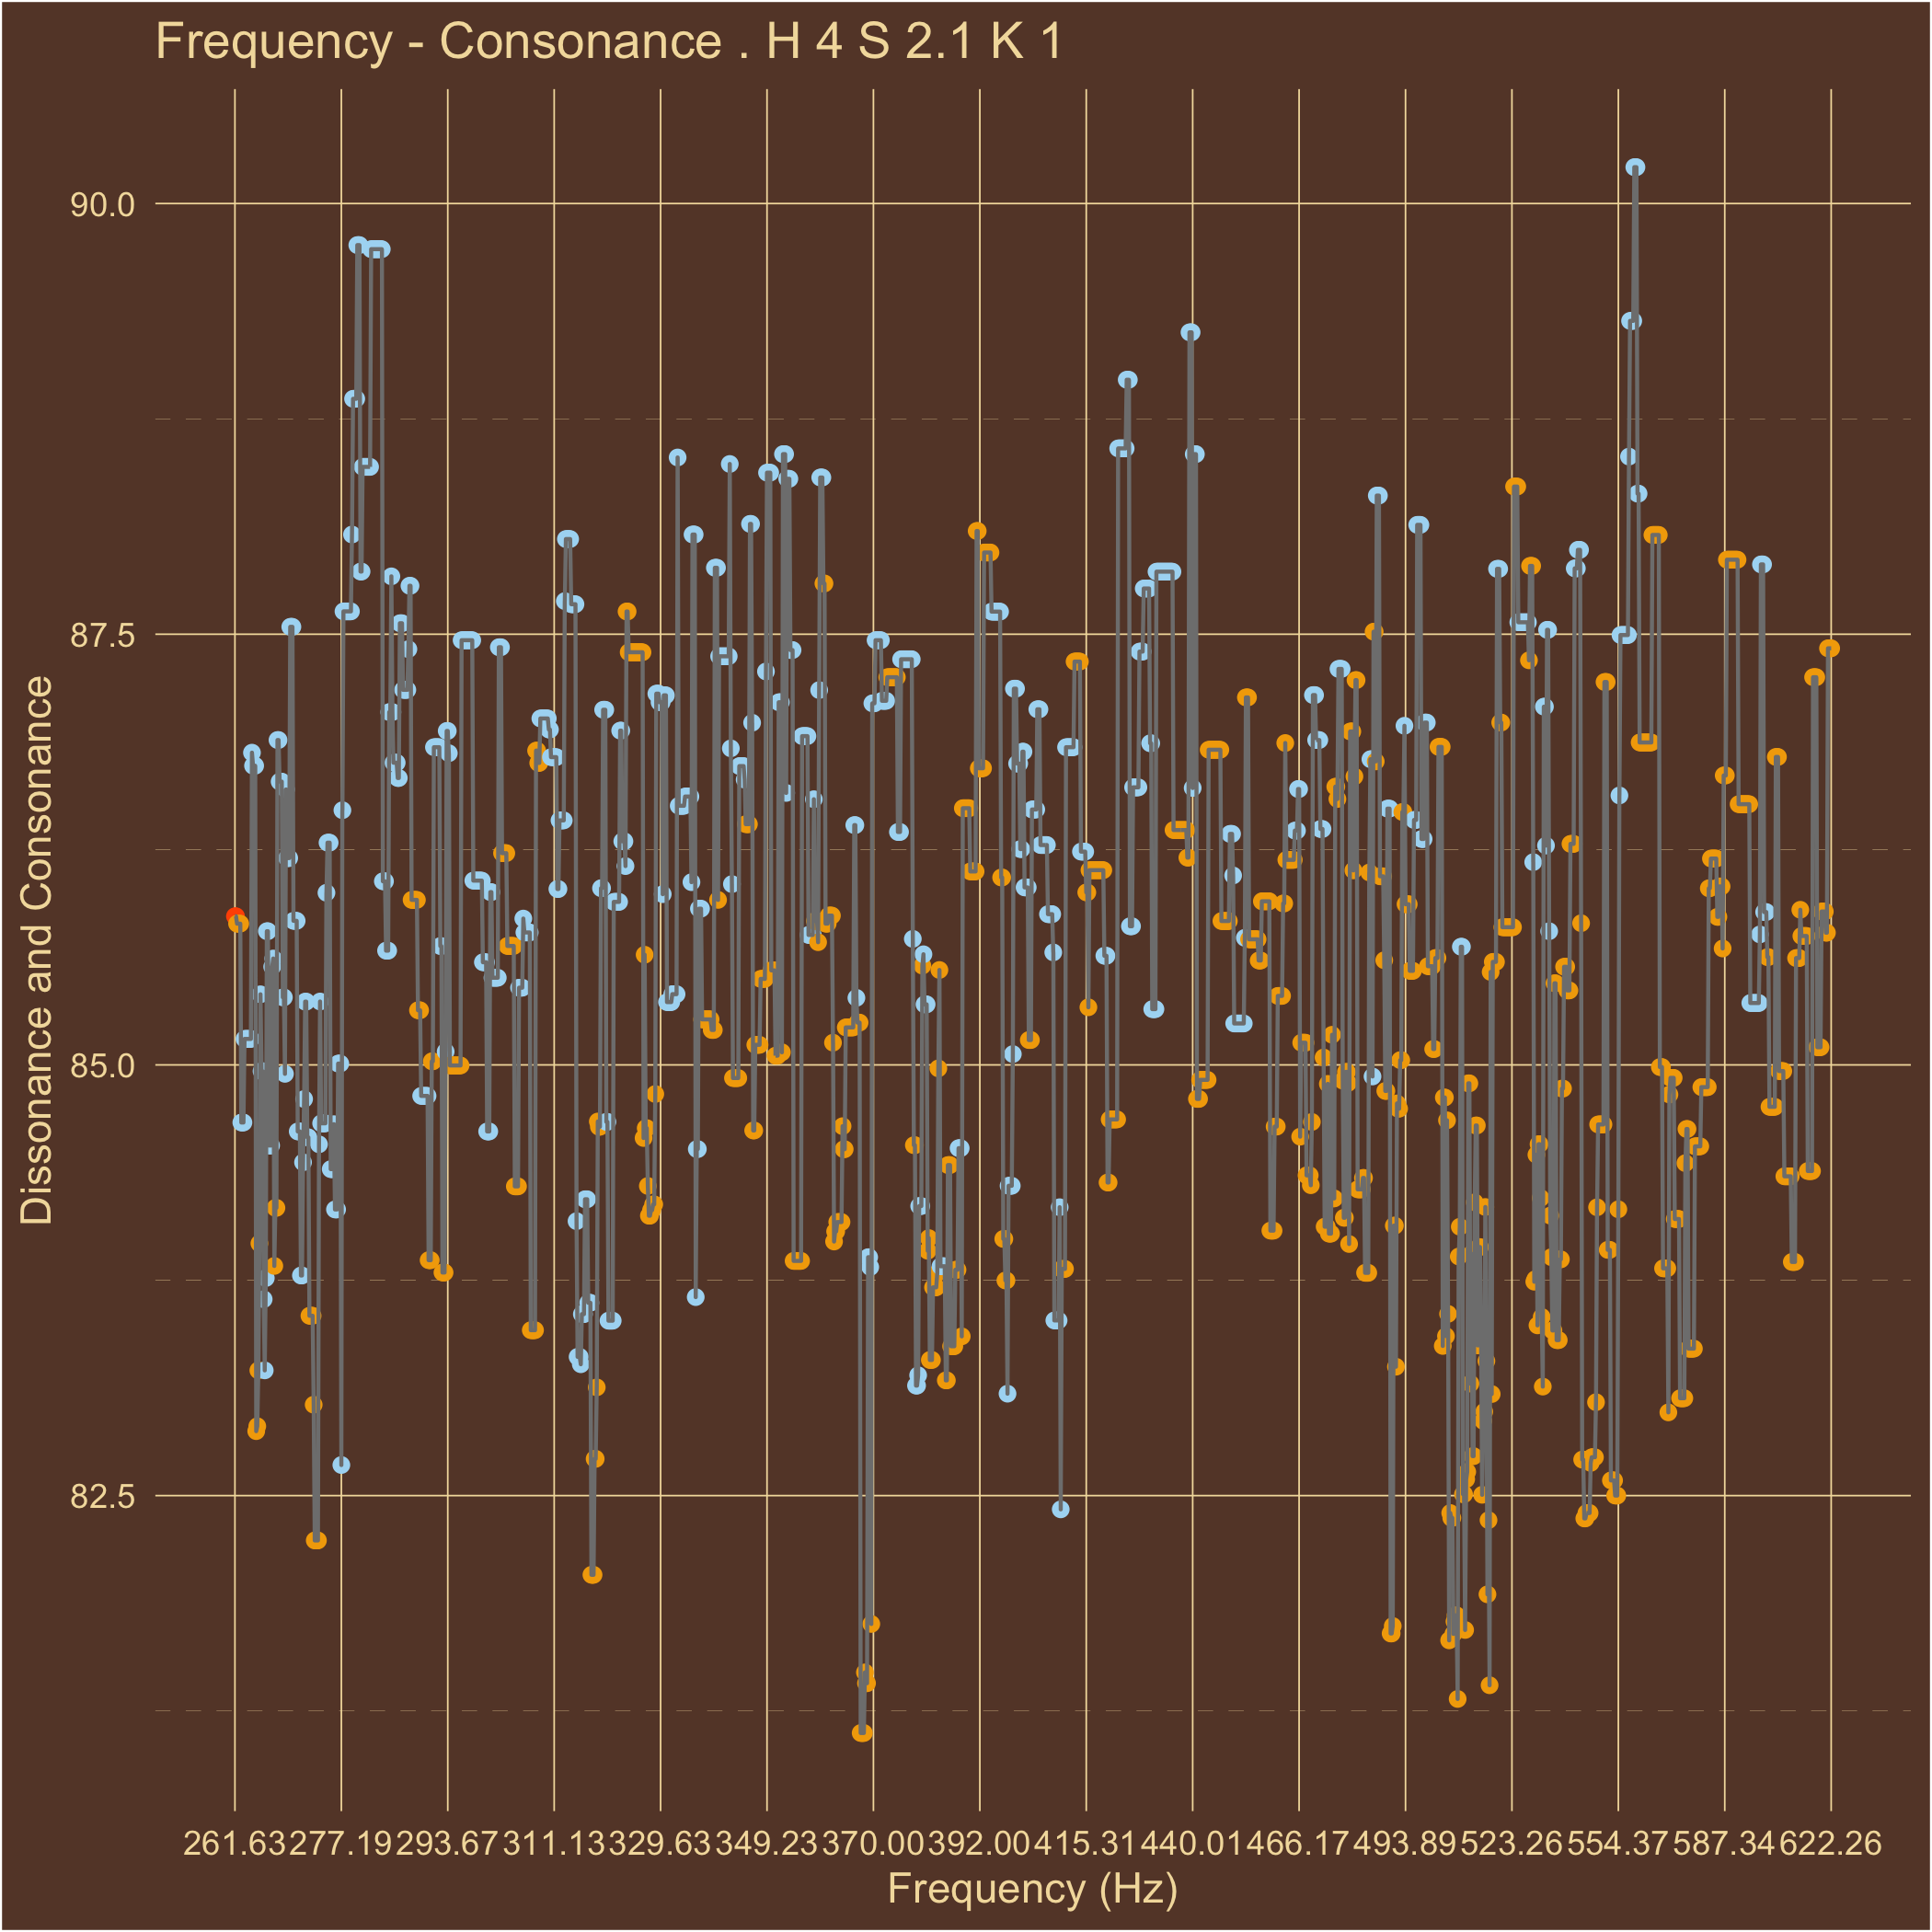 Frequency - Consonance . H 4 S 2.1 K 1
Dissonance and Consonance
90.0
87.5
85.0
82.5
261.63 277.19 293.67 311.13 329.63 349.23 370.00 392.00 415.31 440.01 466.17 493.89 523.26 554.37 587.34 622.26
Frequency (Hz)